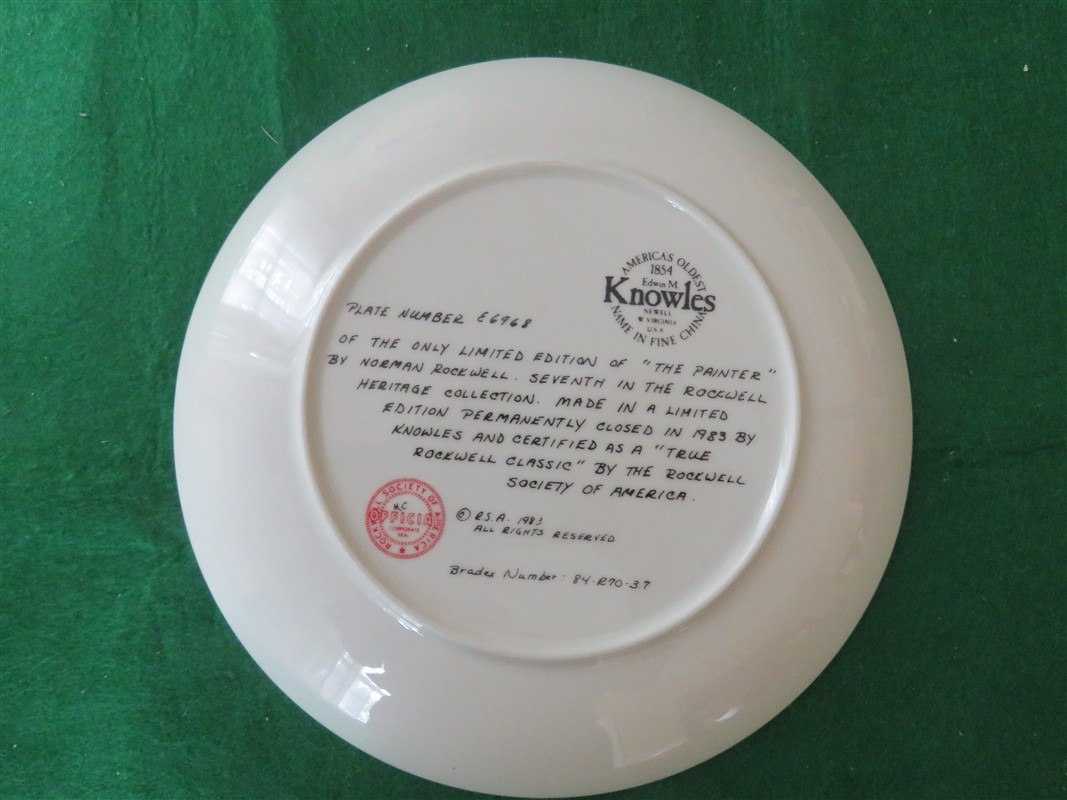 AMERICA'S OLDEST
1854
Edwin M.
Knowles
NEWELL
W VIRGINIA
U.S.A
NAME IN FINE CHINA
PLATE NUMBER E6968
OF THE ONLY LIMITED EDITION OF "THE PAINTER"
BY NORMAN ROCKWELL. SEVENTH IN THE ROCKWELL
HERITAGE COLLECTION. MADE IN A LIMITED
EDITION PERMANENTLY CLOSED IN 1983 BY
KNOWLES AND CERTIFIED AS A "TRUE
ROCKWELL CLASSIC" BY THE ROCKWELL
SOCIETY OF AMERICA.
ROCKWELL SOCIETY OF AMERICA
M.C.
OFFICIAL
CORPORATE
SEAL
© R.S.A. 1983
ALL RIGHTS RESERVED
Bradex Number: 84-R70-3.7